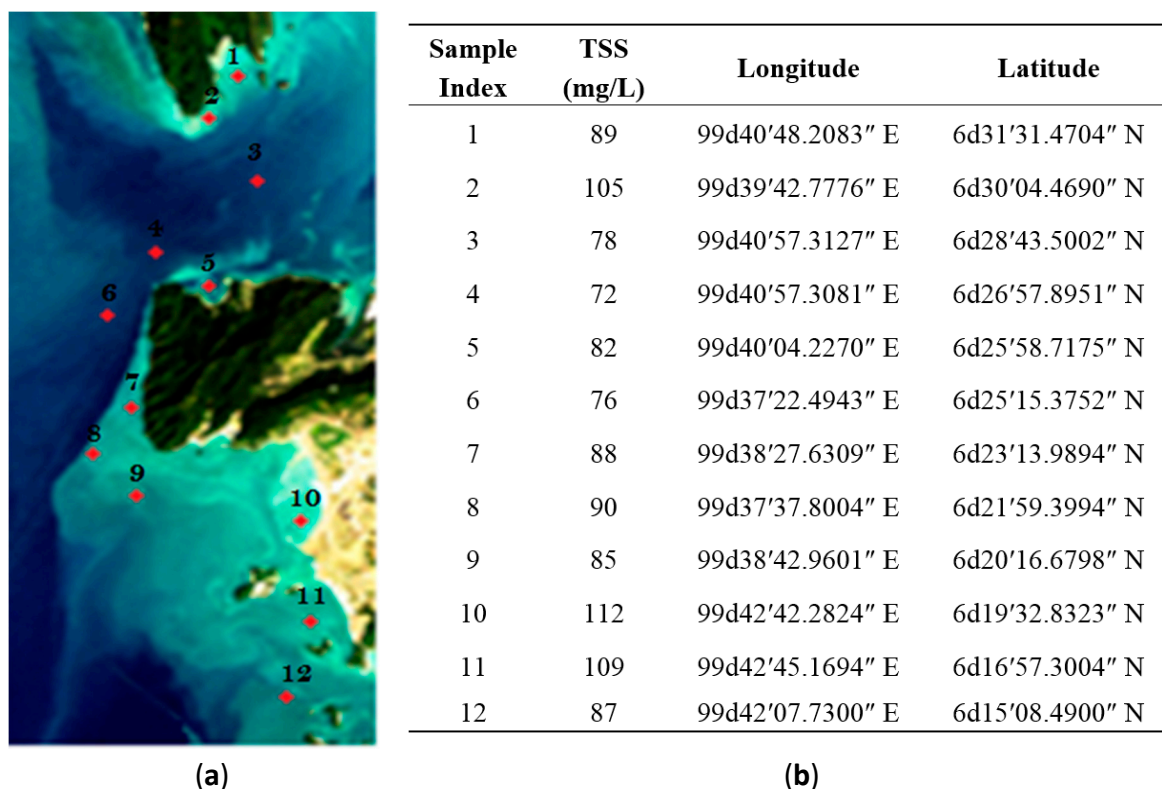 1
2
3
4
5
6
7
8
9
10
11
12
(a)
Sample Index TSS (mg/L) Longitude Latitude
1 89 99d40′48.2083″ E 6d31′31.4704″ N
2 105 99d39′42.7776″ E 6d30′04.4690″ N
3 78 99d40′57.3127″ E 6d28′43.5002″ N
4 72 99d40′57.3081″ E 6d26′57.8951″ N
5 82 99d40′04.2270″ E 6d25′58.7175″ N
6 76 99d37′22.4943″ E 6d25′15.3752″ N
7 88 99d38′27.6309″ E 6d23′13.9894″ N
8 90 99d37′37.8004″ E 6d21′59.3994″ N
9 85 99d38′42.9601″ E 6d20′16.6798″ N
10 112 99d42′42.2824″ E 6d19′32.8323″ N
11 109 99d42′45.1694″ E 6d16′57.3004″ N
12 87 99d42′07.7300″ E 6d15′08.4900″ N
(b)